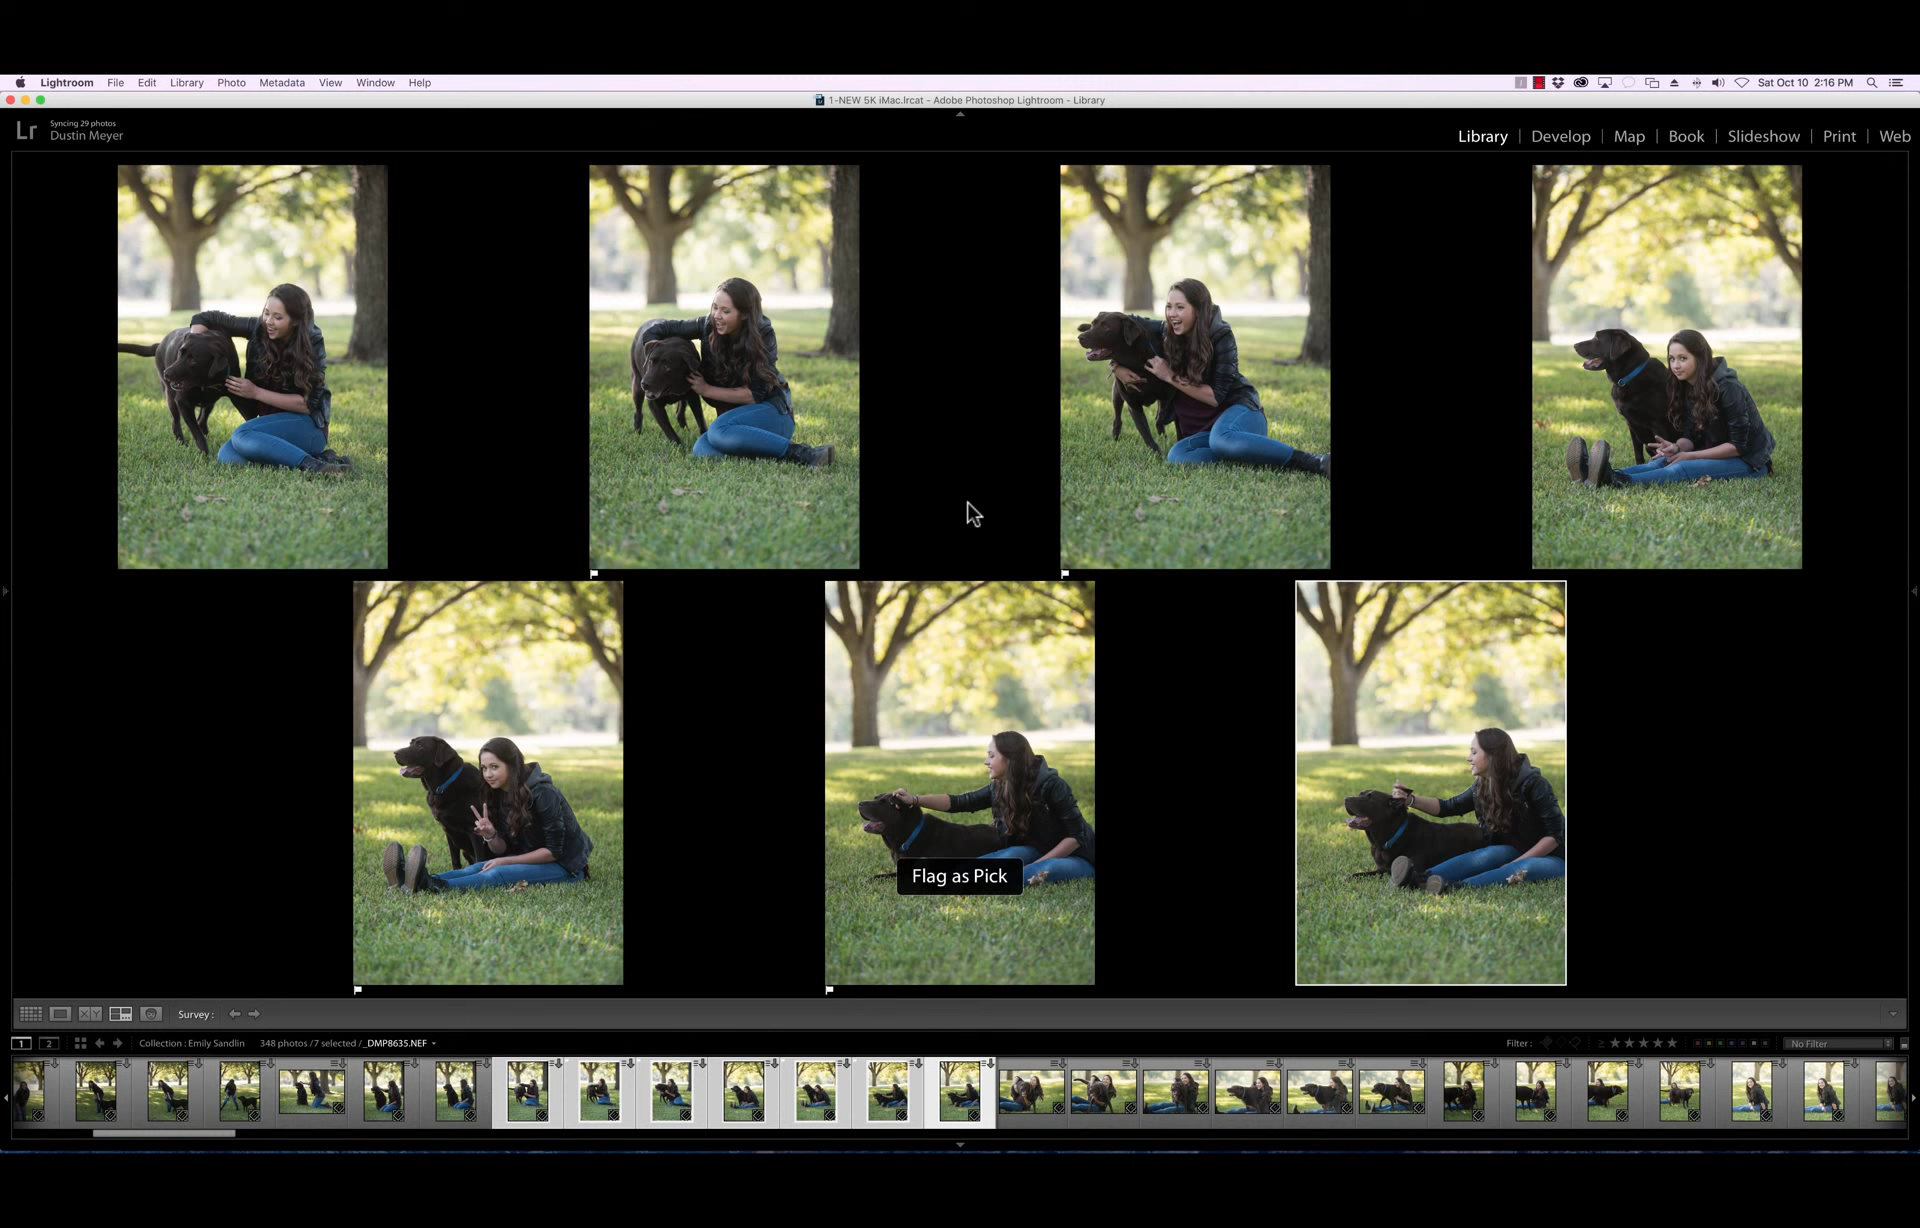 Lightroom File Edit Library Photo Metadata View Window Help Sat Oct 10 2:16 PM
1-NEW 5K iMac.lrcat - Adobe Photoshop Lightroom - Library
Lr
Syncing 29 photos
Dustin Meyer
Library | Develop | Map | Book | Slideshow | Print | Web
Flag as Pick
XY Survey :
1 2 Collection : Emily Sandlin 348 photos / 7 selected / _DMP8635.NEF Filter : ≥ ★★★★★ No Filter